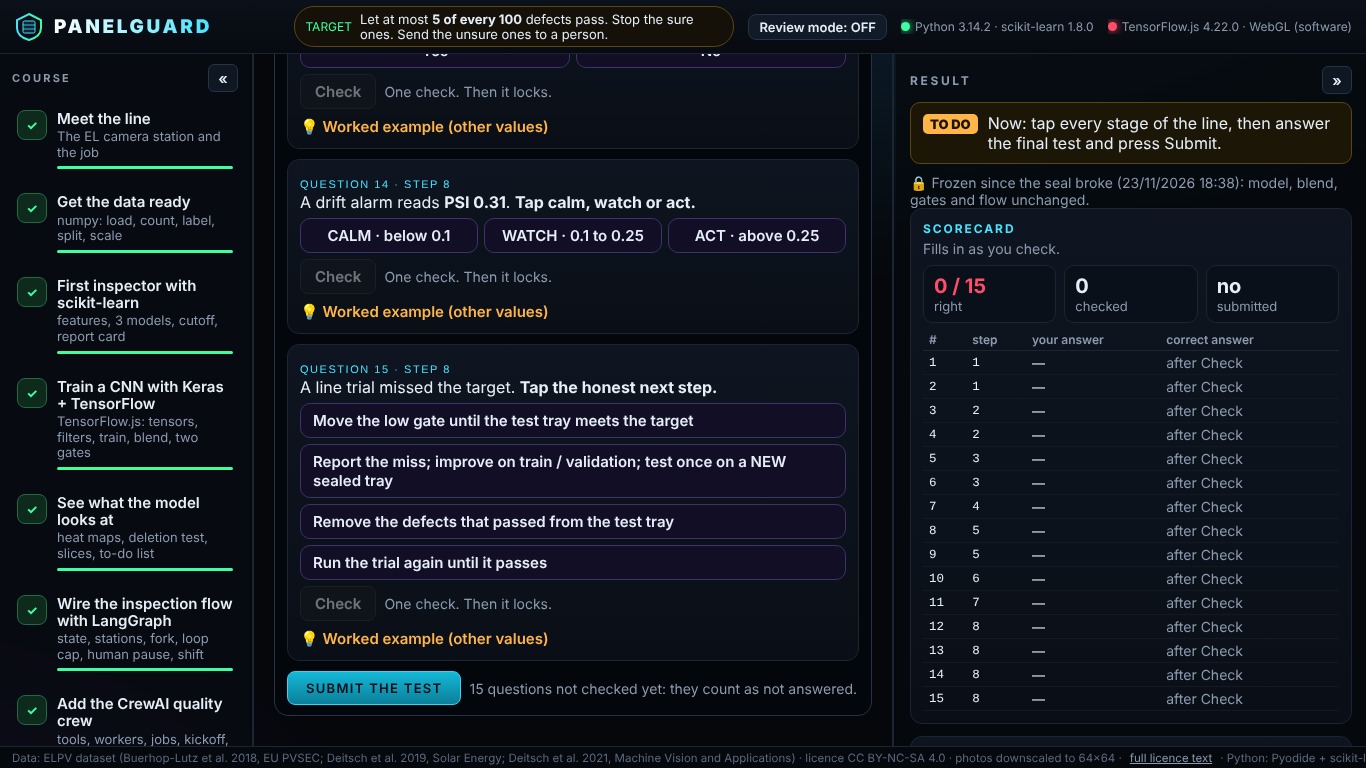 PANELGUARD
TARGET
Let at most 5 of every 100 defects pass. Stop the sure
ones. Send the unsure ones to a person.
Review mode: OFF
Python 3.14.2 · scikit-learn 1.8.0
TensorFlow.js 4.22.0 · WebGL (software)
COURSE
«
Meet the line
The EL camera station and
the job
Get the data ready
numpy: load, count, label,
split, scale
First inspector with
scikit-learn
features, 3 models, cutoff,
report card
Train a CNN with Keras
+ TensorFlow
TensorFlow.js: tensors,
filters, train, blend, two
gates
See what the model
looks at
heat maps, deletion test,
slices, to-do list
Wire the inspection flow
with LangGraph
state, stations, fork, loop
cap, human pause, shift
Add the CrewAI quality
crew
tools, workers, jobs, kickoff,
Check
One check. Then it locks.
💡 Worked example (other values)
QUESTION 14 · STEP 8
A drift alarm reads PSI 0.31. Tap calm, watch or act.
CALM · below 0.1
WATCH · 0.1 to 0.25
ACT · above 0.25
Check
One check. Then it locks.
💡 Worked example (other values)
QUESTION 15 · STEP 8
A line trial missed the target. Tap the honest next step.
Move the low gate until the test tray meets the target
Report the miss; improve on train / validation; test once on a NEW
sealed tray
Remove the defects that passed from the test tray
Run the trial again until it passes
Check
One check. Then it locks.
💡 Worked example (other values)
SUBMIT THE TEST
15 questions not checked yet: they count as not answered.
RESULT
»
TO DO
Now: tap every stage of the line, then answer
the final test and press Submit.
🔒 Frozen since the seal broke (23/11/2026 18:38): model, blend,
gates and flow unchanged.
SCORECARD
Fills in as you check.
0 / 15
right
0
checked
no
submitted
# step your answer correct answer
1 1 — after Check
2 1 — after Check
3 2 — after Check
4 2 — after Check
5 3 — after Check
6 3 — after Check
7 4 — after Check
8 5 — after Check
9 5 — after Check
10 6 — after Check
11 7 — after Check
12 8 — after Check
13 8 — after Check
14 8 — after Check
15 8 — after Check
Data: ELPV dataset (Buerhop-Lutz et al. 2018, EU PVSEC; Deitsch et al. 2019, Solar Energy; Deitsch et al. 2021, Machine Vision and Applications) · licence CC BY-NC-SA 4.0 · photos downscaled to 64×64 · full licence text · Python: Pyodide + scikit-